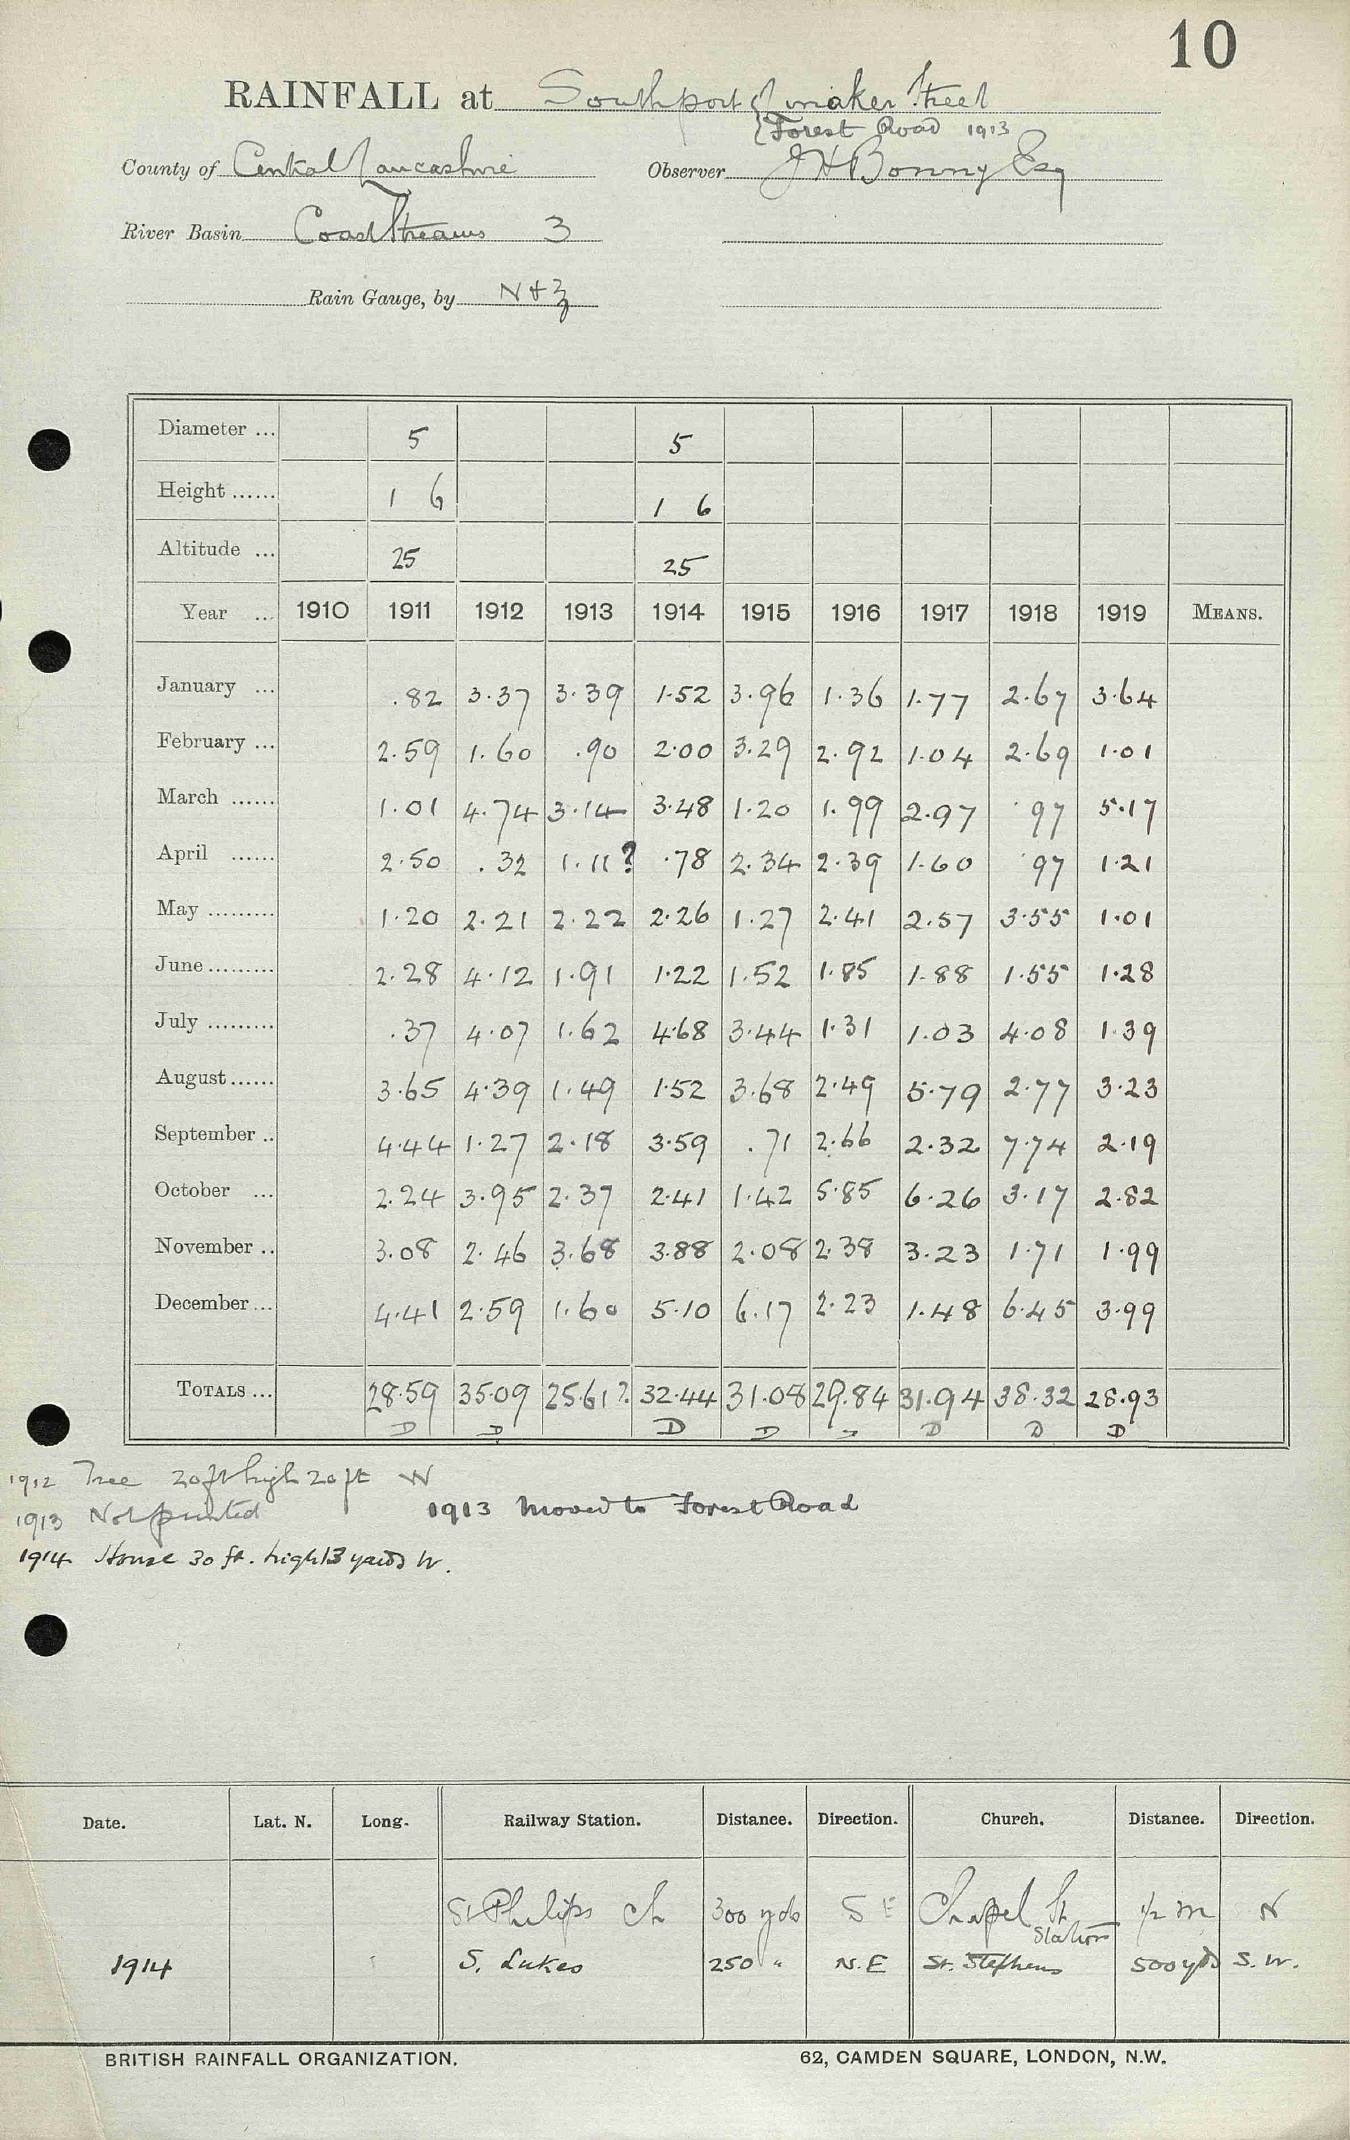 10
RAINFALL at Southport { maker Street
{ Forest Road 1913
County of Central Lancashire Observer J H Bonny Esq
River Basin Coast Streams 3
Rain Gauge, by N & Z
Diameter ... 5 5
Height ...... 1 6 1 6
Altitude ... 25 25
Year ... 1910 1911 1912 1913 1914 1915 1916 1917 1918 1919 MEANS.
January ... .82 3.37 3.39 1.52 3.96 1.36 1.77 2.67 3.64
February ... 2.59 1.60 .90 2.00 3.29 2.92 1.04 2.69 1.01
March ...... 1.01 4.74 3.14 3.48 1.20 1.99 2.97 .97 5.17
April ...... 2.50 .32 1.11? .78 2.34 2.39 1.60 .97 1.21
May ......... 1.20 2.21 2.22 2.26 1.27 2.41 2.57 3.55 1.01
June ......... 2.28 4.12 1.91 1.22 1.52 1.85 1.88 1.55 1.28
July ......... .37 4.07 1.62 4.68 3.44 1.31 1.03 4.08 1.39
August ...... 3.65 4.39 1.49 1.52 3.68 2.49 5.79 2.77 3.23
September .. 4.44 1.27 2.18 3.59 .71 2.66 2.32 7.74 2.19
October ... 2.24 3.95 2.37 2.41 1.42 5.85 6.26 3.17 2.82
November .. 3.08 2.46 3.68 3.88 2.08 2.38 3.23 1.71 1.99
December ... 4.41 2.59 1.60 5.10 6.17 2.23 1.48 6.45 3.99
TOTALS ... 28.59 35.09 25.61? 32.44 31.08 29.84 31.94 38.32 28.93
D D D D D D D
1912 Tree 20 ft high 20 ft W
1913 Not printed 1913 Moved to Forest Road
1914 House 30 ft. high 13 yards W.
Date. Lat. N. Long. Railway Station. Distance. Direction. Church. Distance. Direction.
St Philips Ch 300 yds S E Chapel St Station 1/2 m N
1914 S. Lukes 250 " N.E St. Stephens 500 yds S.W.
BRITISH RAINFALL ORGANIZATION. 62, CAMDEN SQUARE, LONDON, N.W.